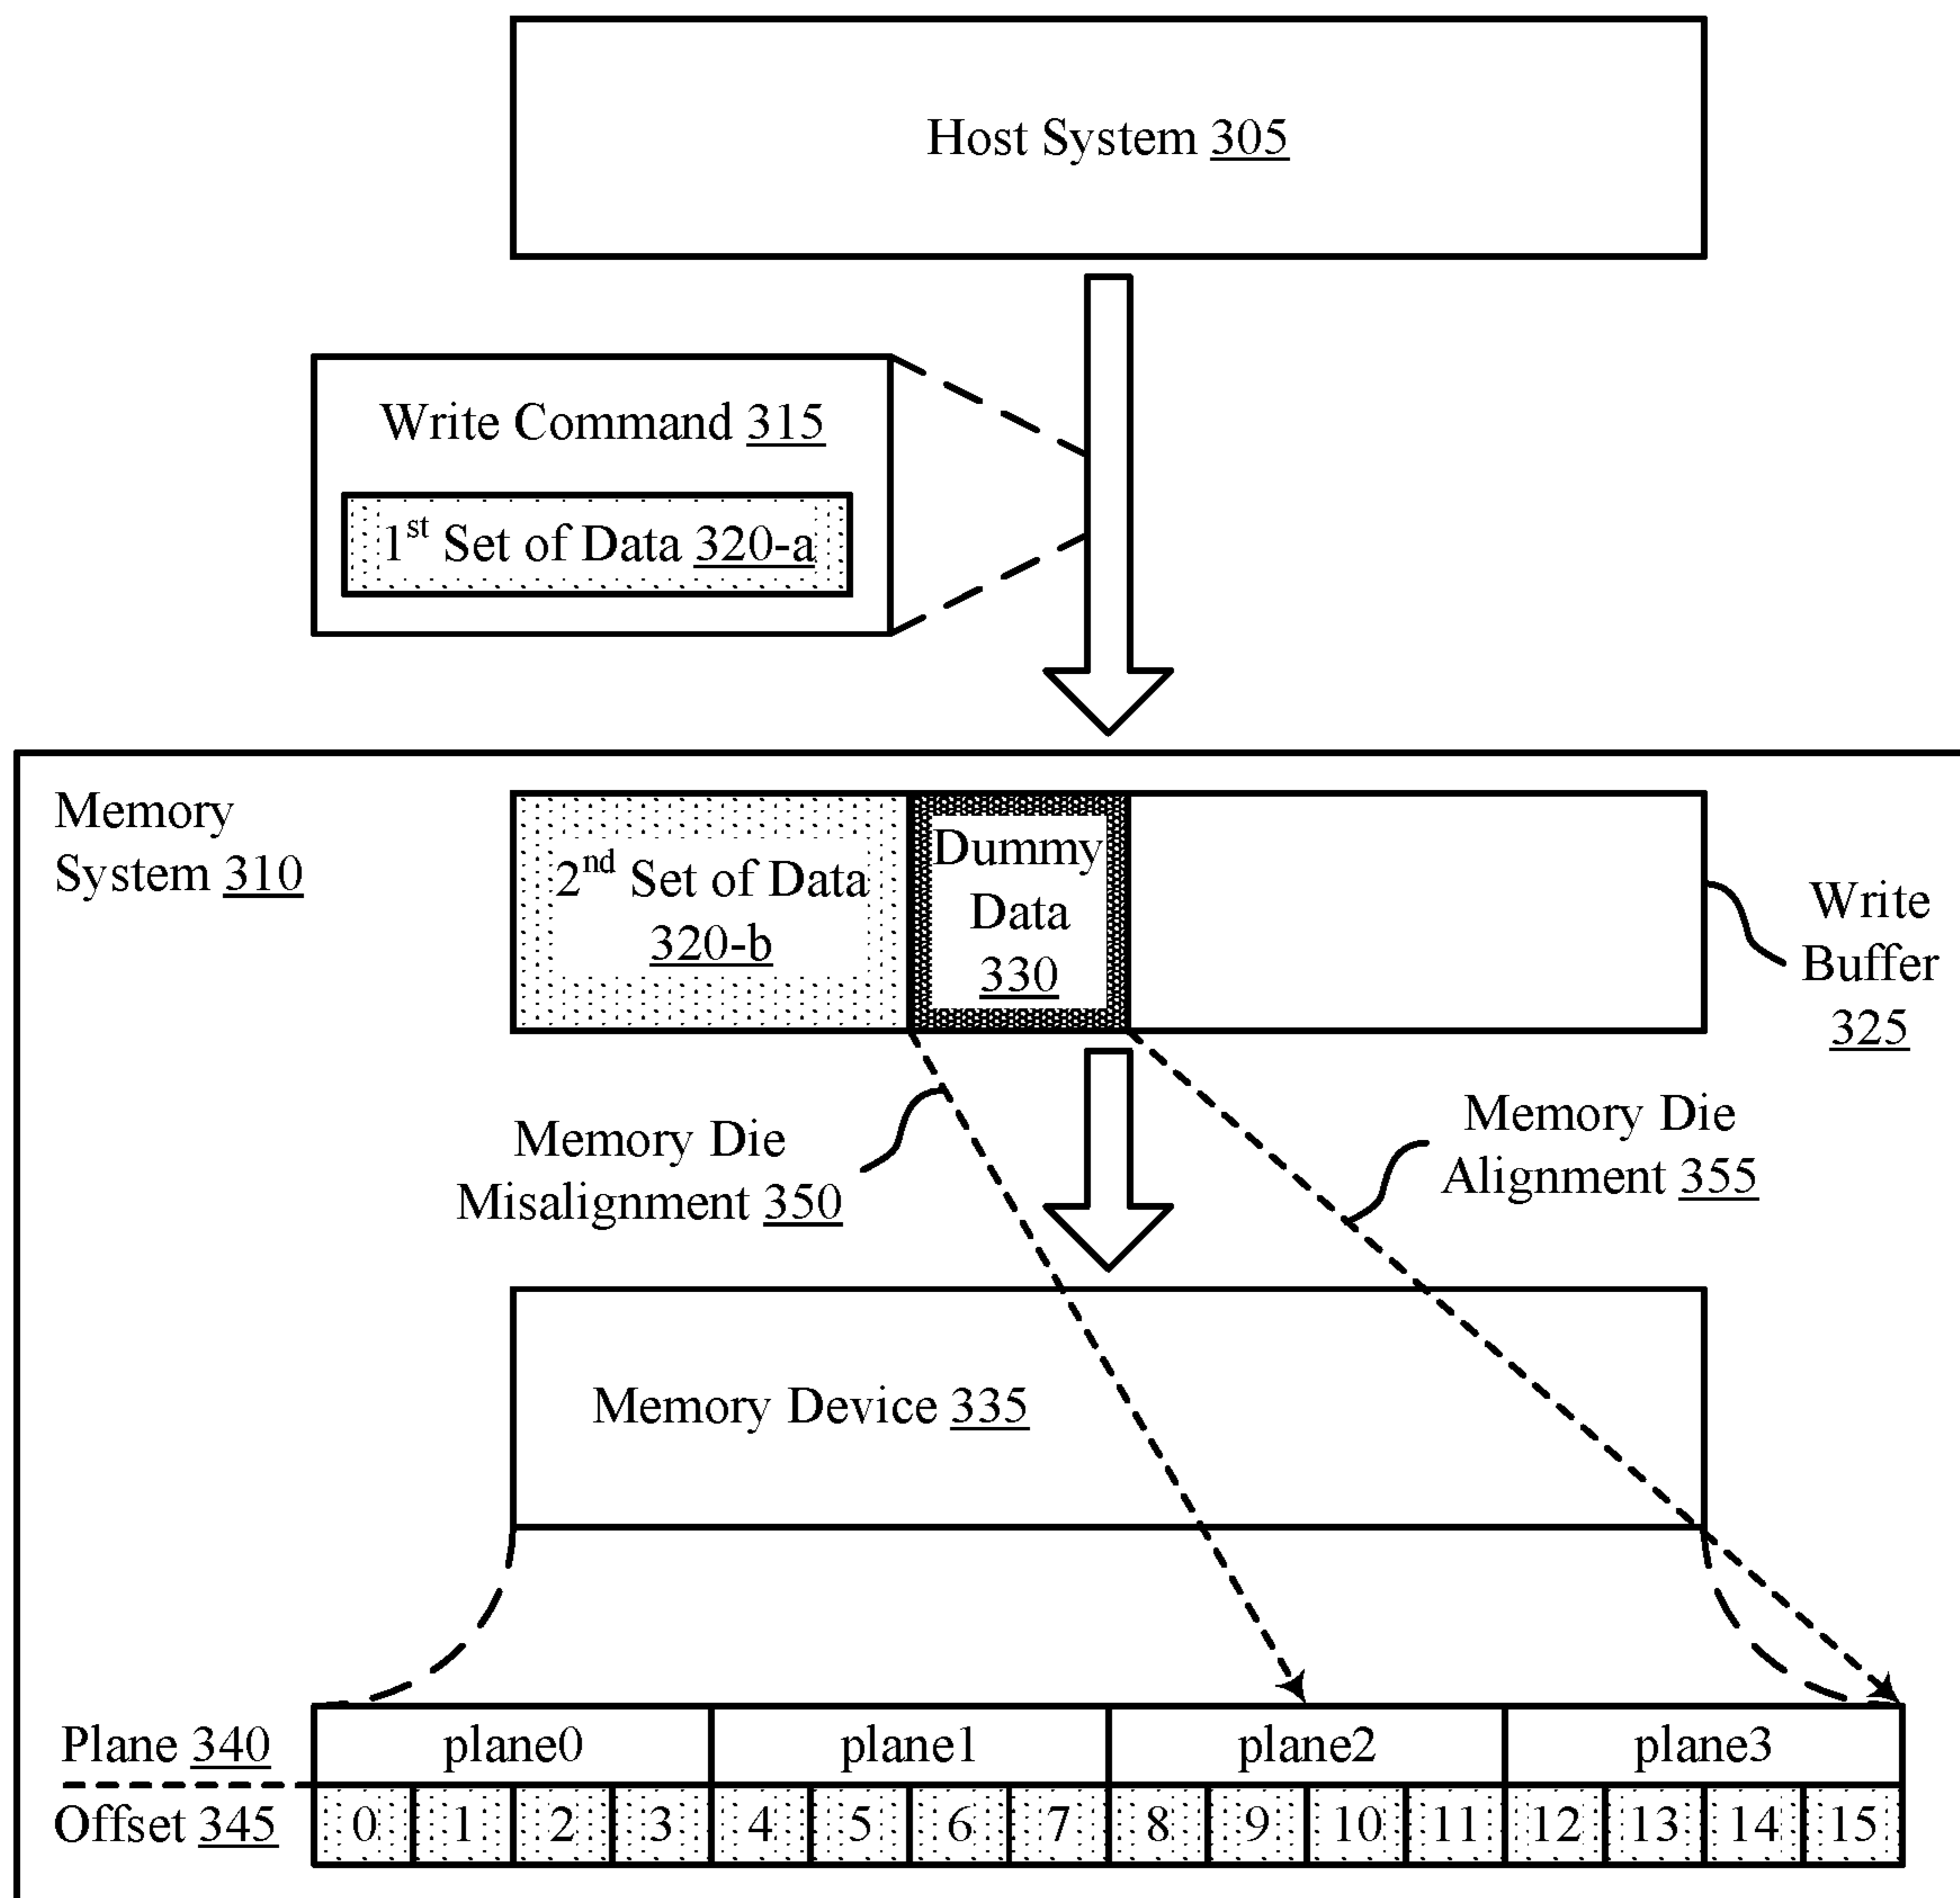 Host System 305
Write Command 315
1st Set of Data 320-a
Memory
System 310
2nd Set of Data
320-b
Dummy
Data
330
Write
Buffer
325
Memory Die
Misalignment 350
Memory Die
Alignment 355
Memory Device 335
Plane 340 plane0 plane1 plane2 plane3
Offset 345 0 1 2 3 4 5 6 7 8 9 10 11 12 13 14 15